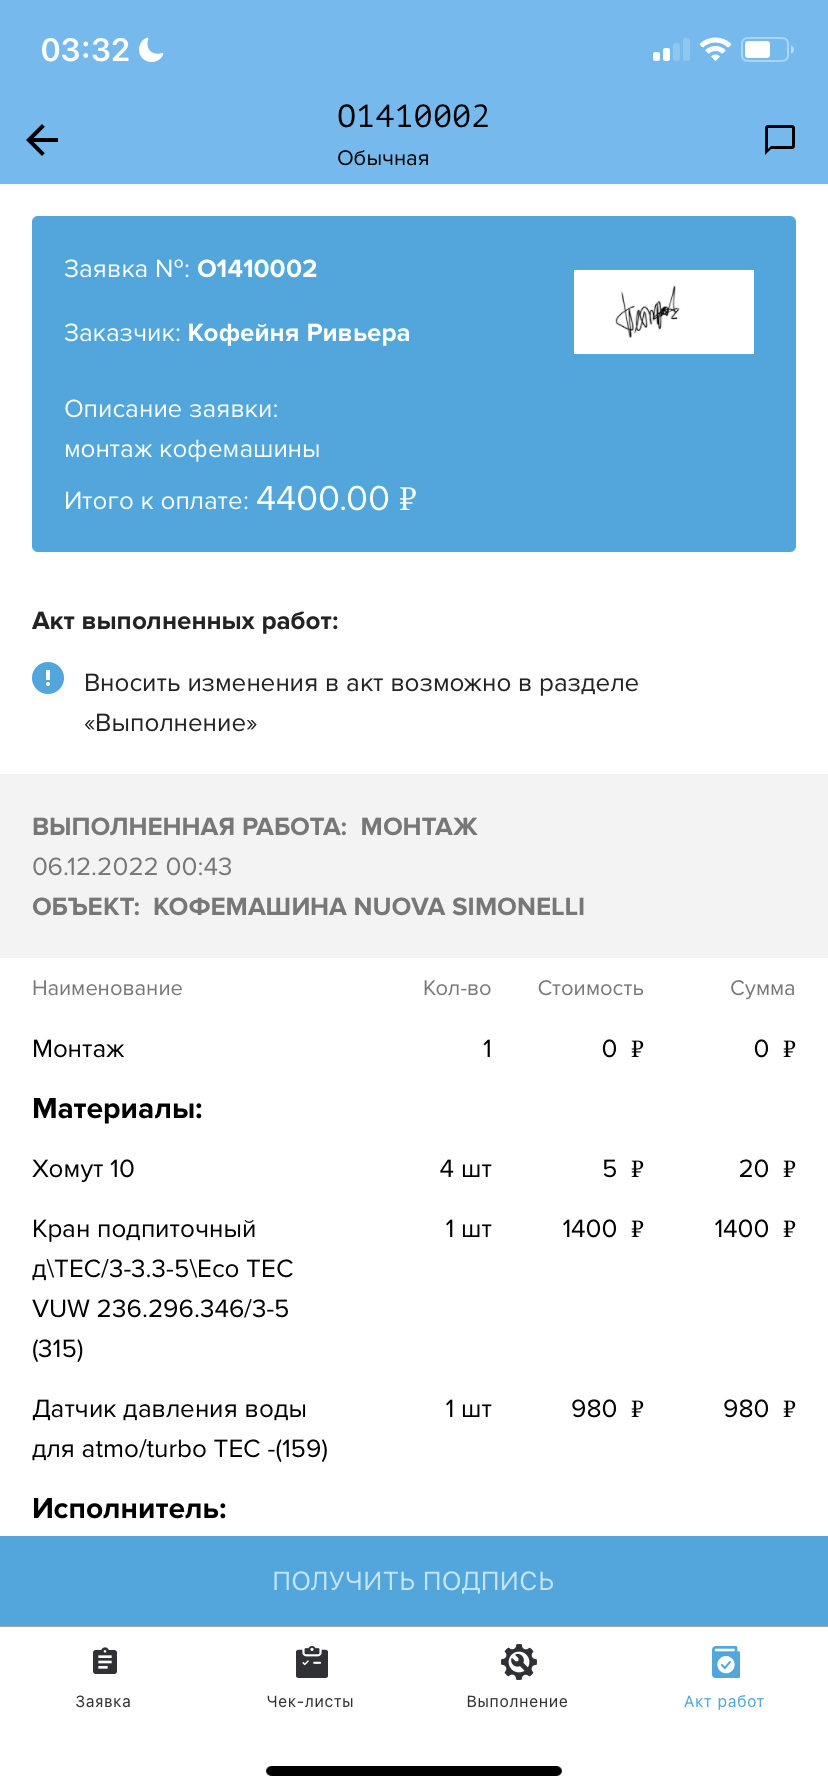 03:32
O1410002
Обычная
Заявка №: O1410002
Заказчик: Кофейня Ривьера
Описание заявки:
монтаж кофемашины
Итого к оплате: 4400.00 ₽
Акт выполненных работ:
Вносить изменения в акт возможно в разделе
«Выполнение»
ВЫПОЛНЕННАЯ РАБОТА: МОНТАЖ
06.12.2022 00:43
ОБЪЕКТ: КОФЕМАШИНА NUOVA SIMONELLI
Наименование Кол-во Стоимость Сумма
Монтаж 1 0 ₽ 0 ₽
Материалы:
Хомут 10 4 шт 5 ₽ 20 ₽
Кран подпиточный 1 шт 1400 ₽ 1400 ₽
д\TEC/3-3.3-5\Eco TEC
VUW 236.296.346/3-5
(315)
Датчик давления воды 1 шт 980 ₽ 980 ₽
для atmo/turbo TEC -(159)
Исполнитель:
ПОЛУЧИТЬ ПОДПИСЬ
Заявка Чек-листы Выполнение Акт работ